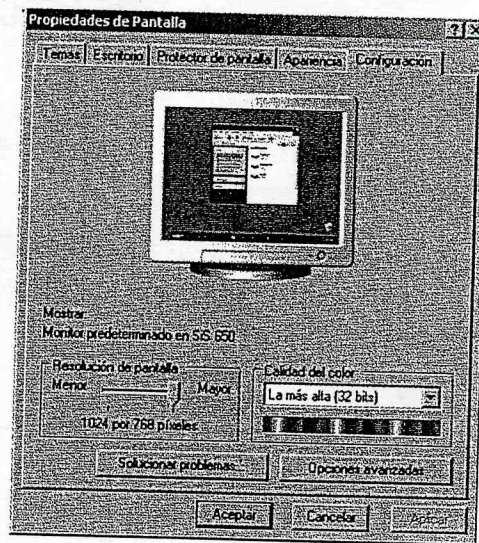 Propiedades de Pantalla
Temas Escritorio Protector de pantalla Apariencia Configuración
Mostrar:
Monitor predeterminado en SiS 650
Resolución de pantalla
Menor Mayor
1024 por 768 píxeles
Calidad del color
La más alta (32 bits)
Solucionar problemas... Opciones avanzadas
Aceptar Cancelar Aplicar